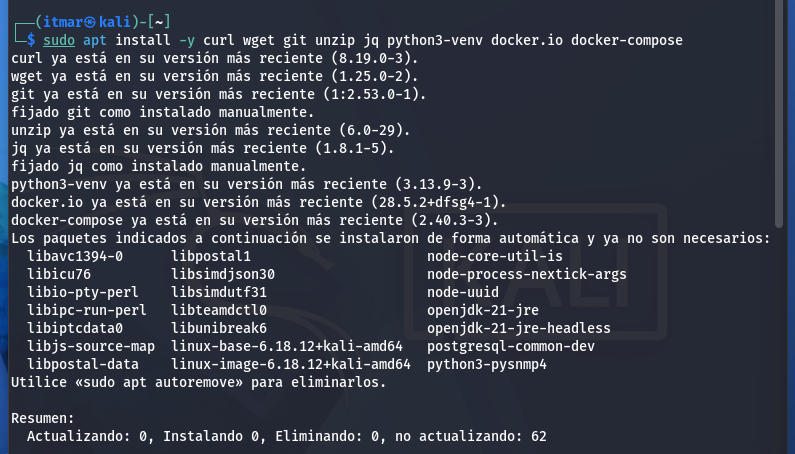 ┌──(itmar㉿kali)-[~]
└─$ sudo apt install -y curl wget git unzip jq python3-venv docker.io docker-compose
curl ya está en su versión más reciente (8.19.0-3).
wget ya está en su versión más reciente (1.25.0-2).
git ya está en su versión más reciente (1:2.53.0-1).
fijado git como instalado manualmente.
unzip ya está en su versión más reciente (6.0-29).
jq ya está en su versión más reciente (1.8.1-5).
fijado jq como instalado manualmente.
python3-venv ya está en su versión más reciente (3.13.9-3).
docker.io ya está en su versión más reciente (28.5.2+dfsg4-1).
docker-compose ya está en su versión más reciente (2.40.3-3).
Los paquetes indicados a continuación se instalaron de forma automática y ya no son necesarios:
  libavc1394-0      libpostal1                      node-core-util-is
  libicu76          libsimdjson30                   node-process-nextick-args
  libio-pty-perl    libsimdutf31                    node-uuid
  libipc-run-perl   libteamdctl0                    openjdk-21-jre
  libiptcdata0      libunibreak6                    openjdk-21-jre-headless
  libjs-source-map  linux-base-6.18.12+kali-amd64   postgresql-common-dev
  libpostal-data    linux-image-6.18.12+kali-amd64  python3-pysnmp4
Utilice «sudo apt autoremove» para eliminarlos.

Resumen:
  Actualizando: 0, Instalando 0, Eliminando: 0, no actualizando: 62
KALI